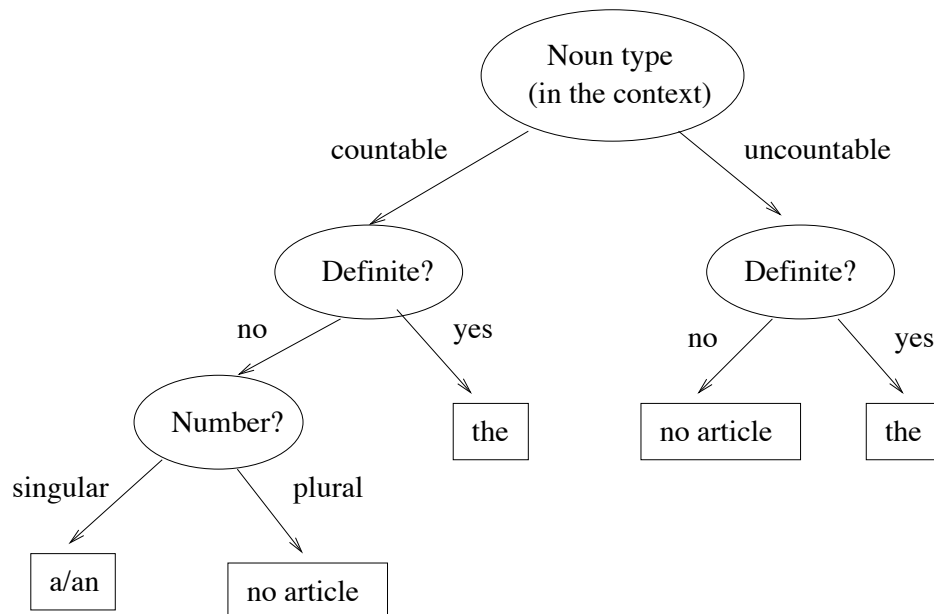 Noun type
(in the context)
countable
uncountable
Definite?
Definite?
no
yes
no
yes
Number?
the
no article
the
singular
plural
a/an
no article